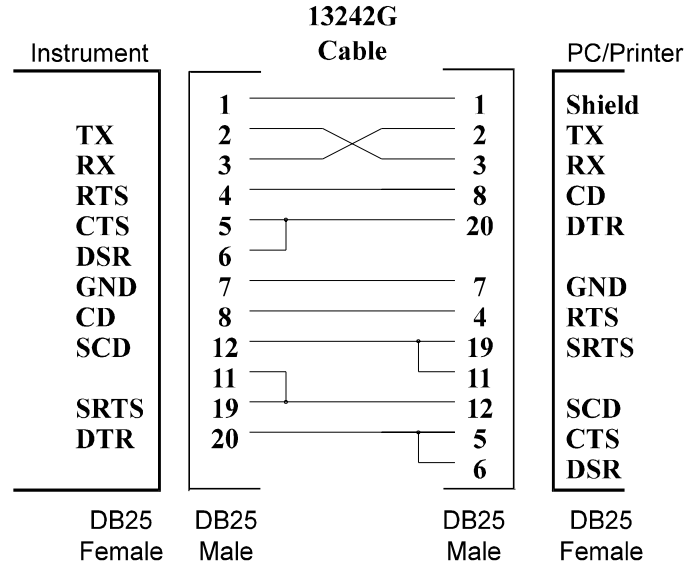 13242G
Instrument Cable PC/Printer
1 1 Shield
TX 2 2 TX
RX 3 3 RX
RTS 4 8 CD
CTS 5 20 DTR
DSR 6
GND 7 7 GND
CD 8 4 RTS
SCD 12 19 SRTS
11 11
SRTS 19 12 SCD
DTR 20 5 CTS
6 DSR
DB25 DB25 DB25 DB25
Female Male Male Female